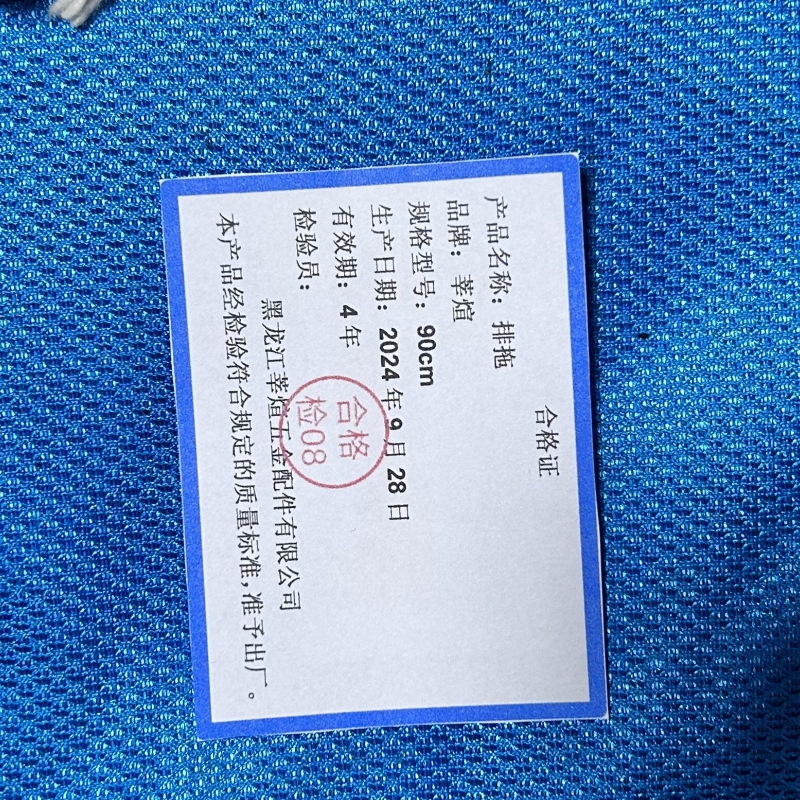 合格证
产品名称：排拖
品牌：莘煊
规格型号：90cm
生产日期：2024年9月28日
有效期：4年
检验员：
合格
检08
黑龙江莘煊五金配件有限公司
本产品经检验符合规定的质量标准,准予出厂。